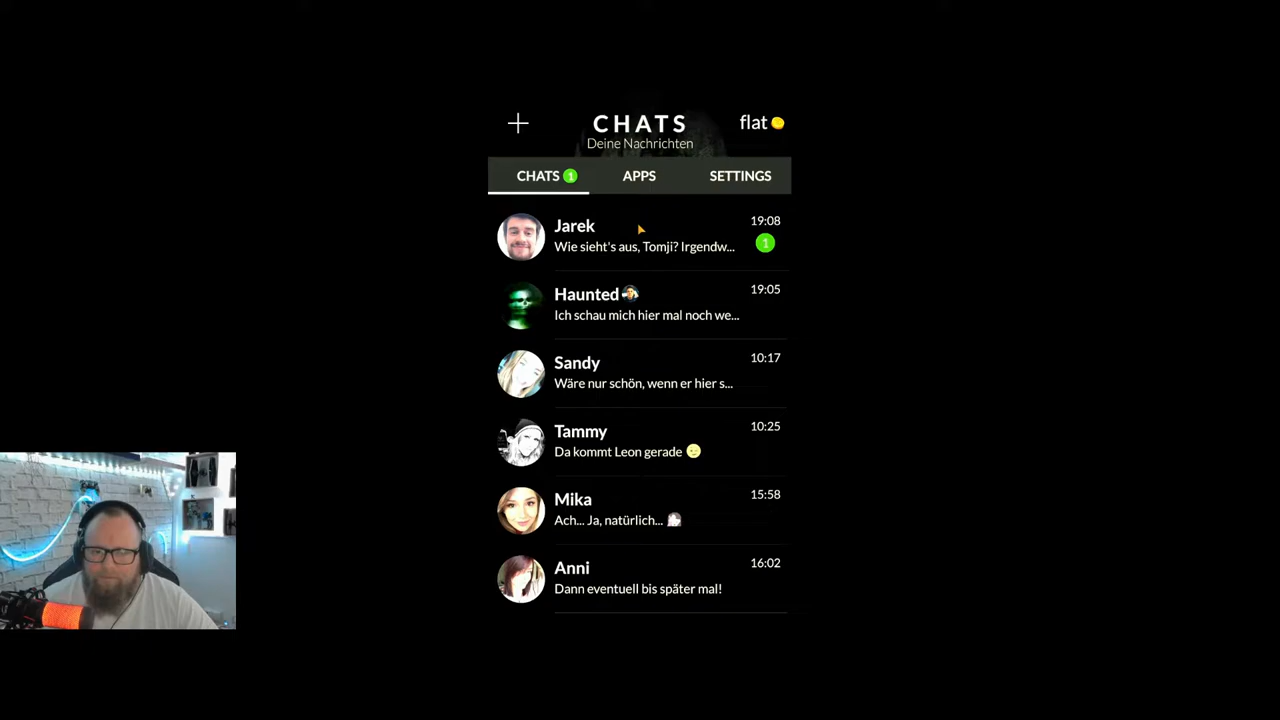 CHATS
flat
Deine Nachrichten
CHATS 1
APPS
SETTINGS
Jarek
19:08
Wie sieht's aus, Tomji? Irgendw...
1
Haunted
19:05
Ich schau mich hier mal noch we...
Sandy
10:17
Wäre nur schön, wenn er hier s...
Tammy
10:25
Da kommt Leon gerade
Mika
15:58
Ach... Ja, natürlich...
Anni
16:02
Dann eventuell bis später mal!